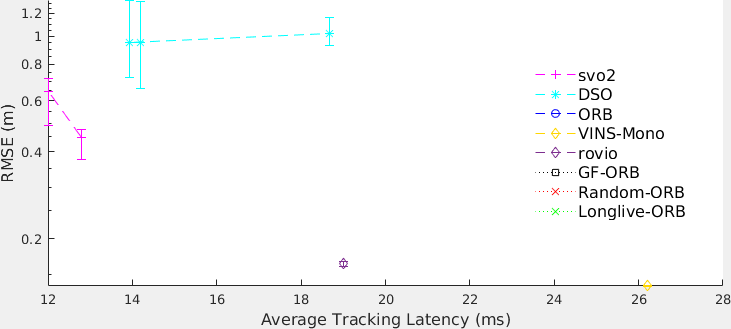 1.2
1
0.8
0.6
0.4
0.2
RMSE (m)
12
14
16
18
20
22
24
26
28
Average Tracking Latency (ms)
svo2
DSO
ORB
VINS-Mono
rovio
GF-ORB
Random-ORB
Longlive-ORB